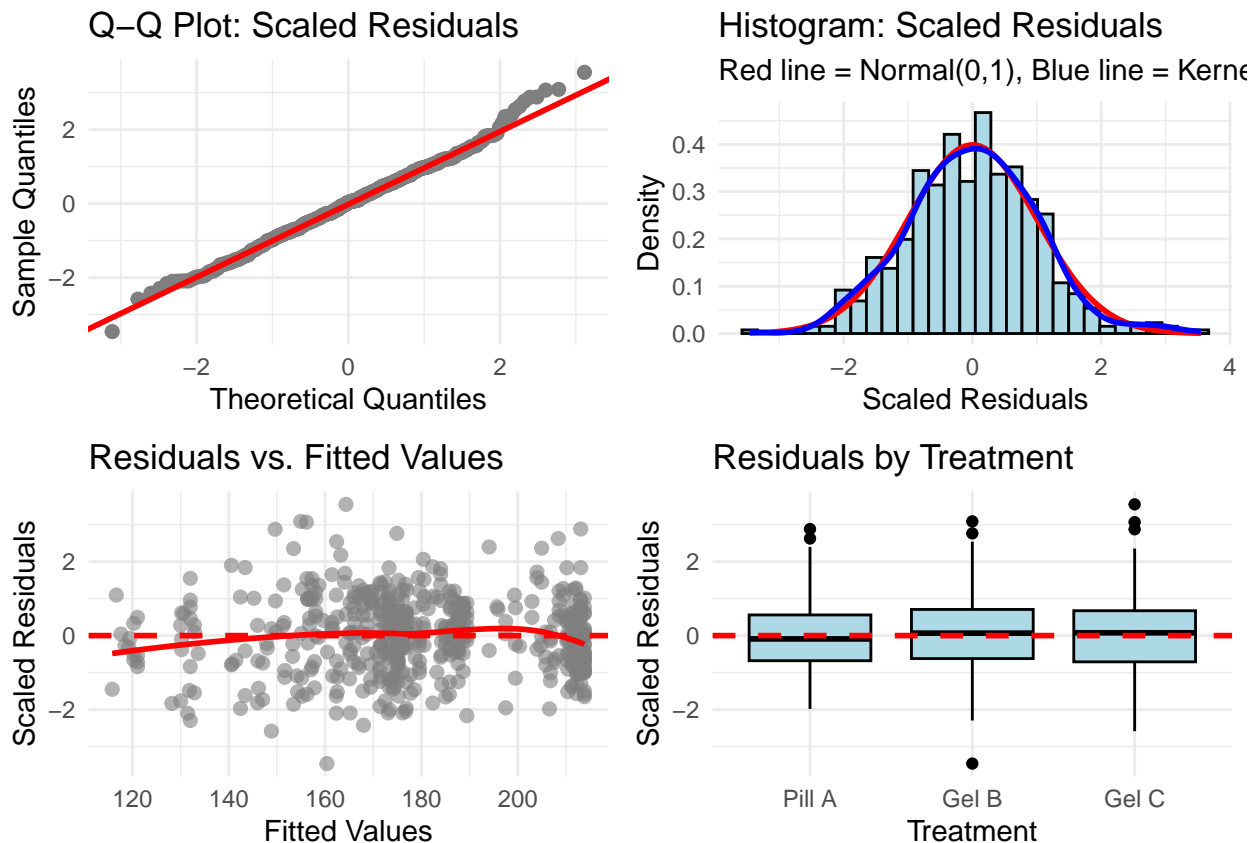 Q−Q Plot: Scaled Residuals
Sample Quantiles
2
0
−2
−2
0
2
Theoretical Quantiles
Histogram: Scaled Residuals
Red line = Normal(0,1), Blue line = Kerne
Density
0.4
0.3
0.2
0.1
0.0
−2
0
2
4
Scaled Residuals
Residuals vs. Fitted Values
Scaled Residuals
2
0
−2
120
140
160
180
200
Fitted Values
Residuals by Treatment
Scaled Residuals
2
0
−2
Pill A
Gel B
Gel C
Treatment